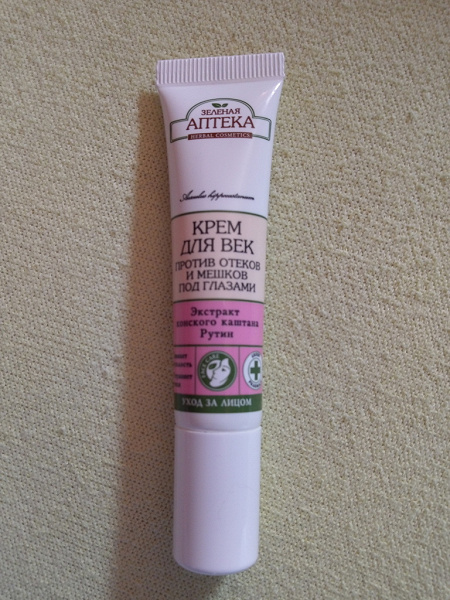 ЗЕЛЕНАЯ
АПТЕКА
HERBAL COSMETICS
КРЕМ
ДЛЯ ВЕК
ПРОТИВ ОТЕКОВ
И МЕШКОВ
ПОД ГЛАЗАМИ
Экстракт
конского каштана
Рутин
УХОД ЗА ЛИЦОМ